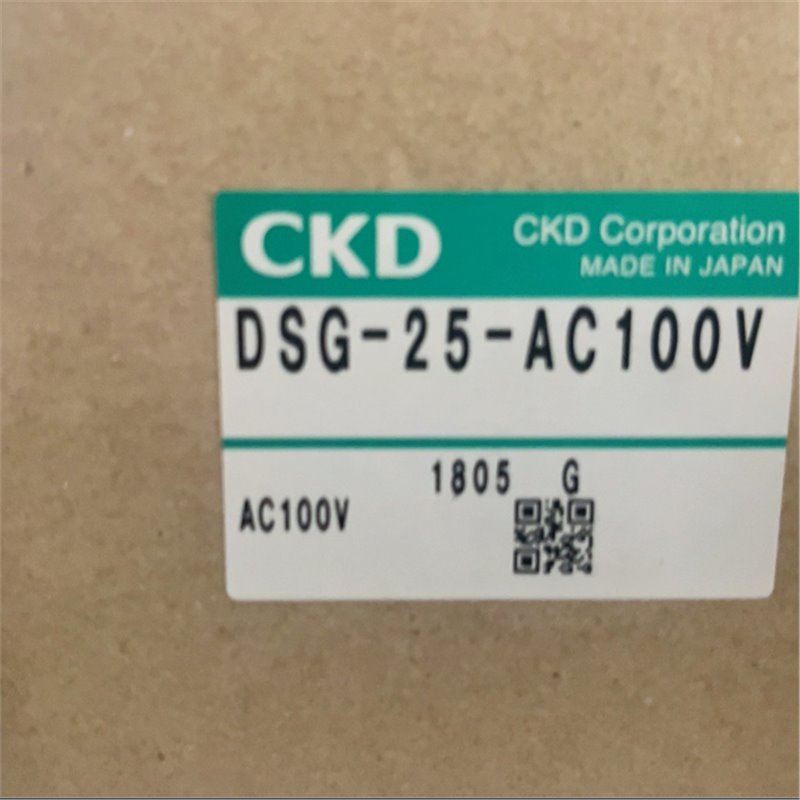 CKD
CKD Corporation
MADE IN JAPAN
DSG-25-AC100V
1805 G
AC100V